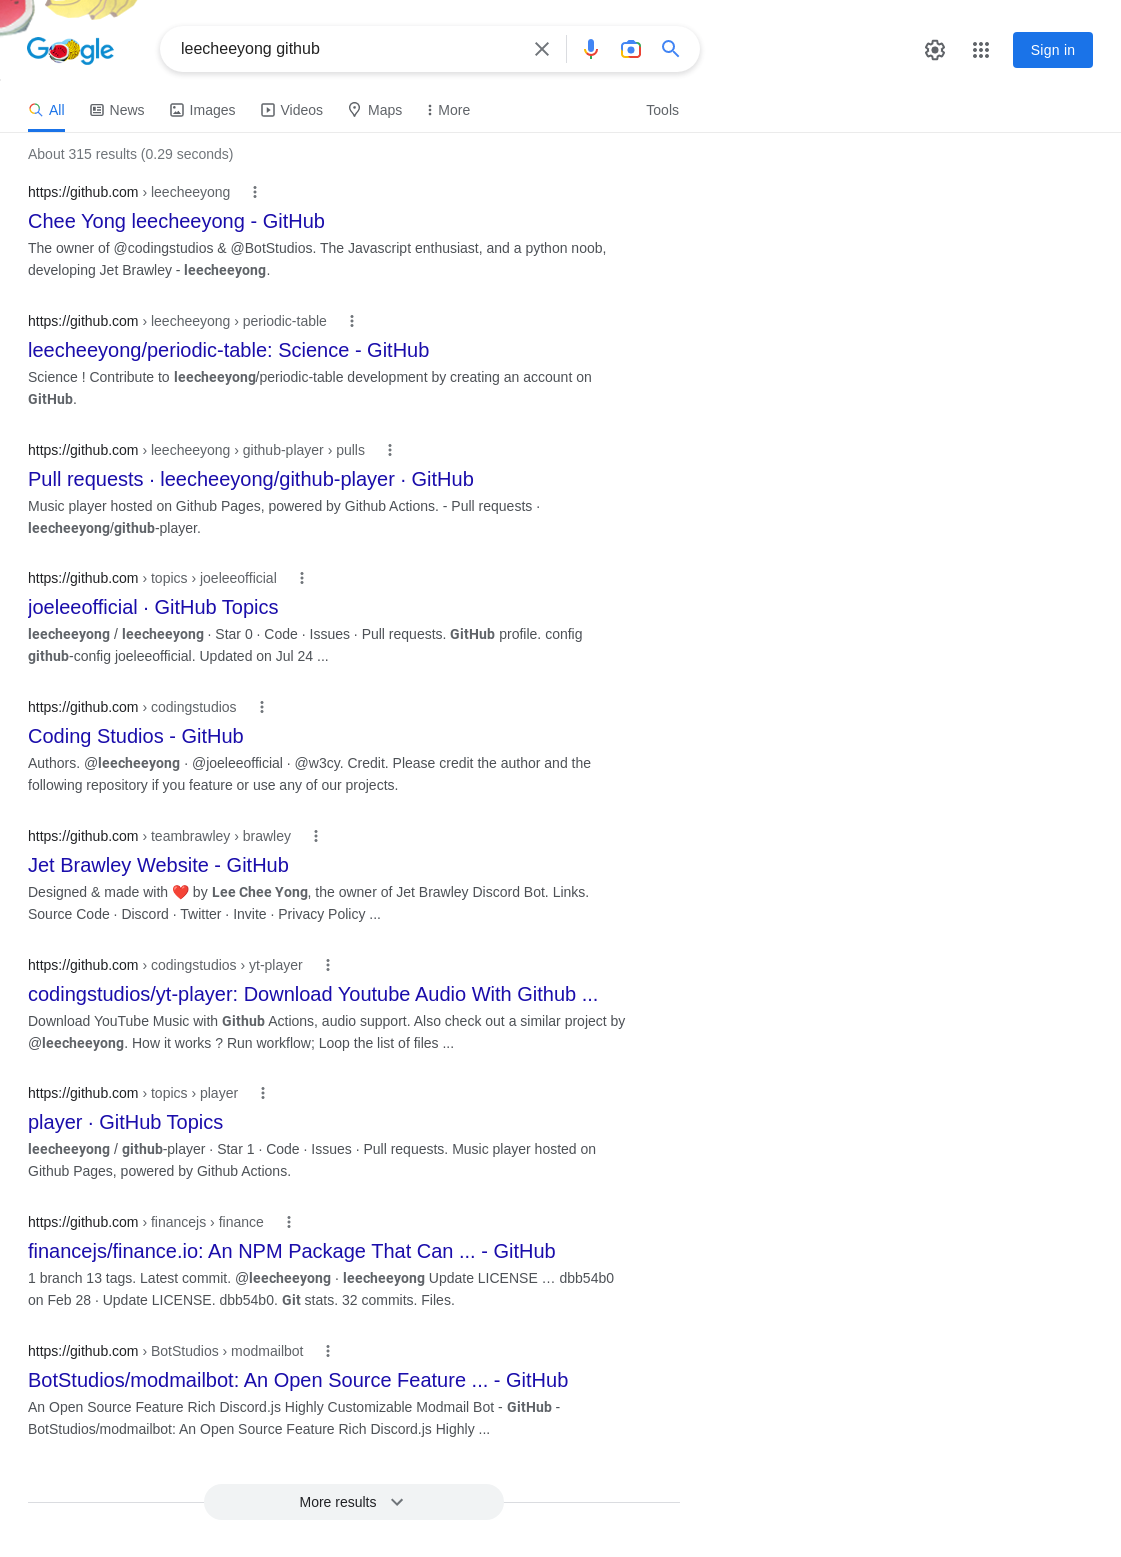 Google
leecheeyong github
Sign in
All
News
Images
Videos
Maps
More
Tools
About 315 results (0.29 seconds)
https://github.com › leecheeyong
Chee Yong leecheeyong - GitHub
The owner of @codingstudios & @BotStudios. The Javascript enthusiast, and a python noob,
developing Jet Brawley - leecheeyong.
https://github.com › leecheeyong › periodic-table
leecheeyong/periodic-table: Science - GitHub
Science ! Contribute to leecheeyong/periodic-table development by creating an account on
GitHub.
https://github.com › leecheeyong › github-player › pulls
Pull requests · leecheeyong/github-player · GitHub
Music player hosted on Github Pages, powered by Github Actions. - Pull requests ·
leecheeyong/github-player.
https://github.com › topics › joeleeofficial
joeleeofficial · GitHub Topics
leecheeyong / leecheeyong · Star 0 · Code · Issues · Pull requests. GitHub profile. config
github-config joeleeofficial. Updated on Jul 24 ...
https://github.com › codingstudios
Coding Studios - GitHub
Authors. @leecheeyong · @joeleeofficial · @w3cy. Credit. Please credit the author and the
following repository if you feature or use any of our projects.
https://github.com › teambrawley › brawley
Jet Brawley Website - GitHub
Designed & made with ❤️ by Lee Chee Yong, the owner of Jet Brawley Discord Bot. Links.
Source Code · Discord · Twitter · Invite · Privacy Policy ...
https://github.com › codingstudios › yt-player
codingstudios/yt-player: Download Youtube Audio With Github ...
Download YouTube Music with Github Actions, audio support. Also check out a similar project by
@leecheeyong. How it works ? Run workflow; Loop the list of files ...
https://github.com › topics › player
player · GitHub Topics
leecheeyong / github-player · Star 1 · Code · Issues · Pull requests. Music player hosted on
Github Pages, powered by Github Actions.
https://github.com › financejs › finance
financejs/finance.io: An NPM Package That Can ... - GitHub
1 branch 13 tags. Latest commit. @leecheeyong · leecheeyong Update LICENSE … dbb54b0
on Feb 28 · Update LICENSE. dbb54b0. Git stats. 32 commits. Files.
https://github.com › BotStudios › modmailbot
BotStudios/modmailbot: An Open Source Feature ... - GitHub
An Open Source Feature Rich Discord.js Highly Customizable Modmail Bot - GitHub -
BotStudios/modmailbot: An Open Source Feature Rich Discord.js Highly ...
More results